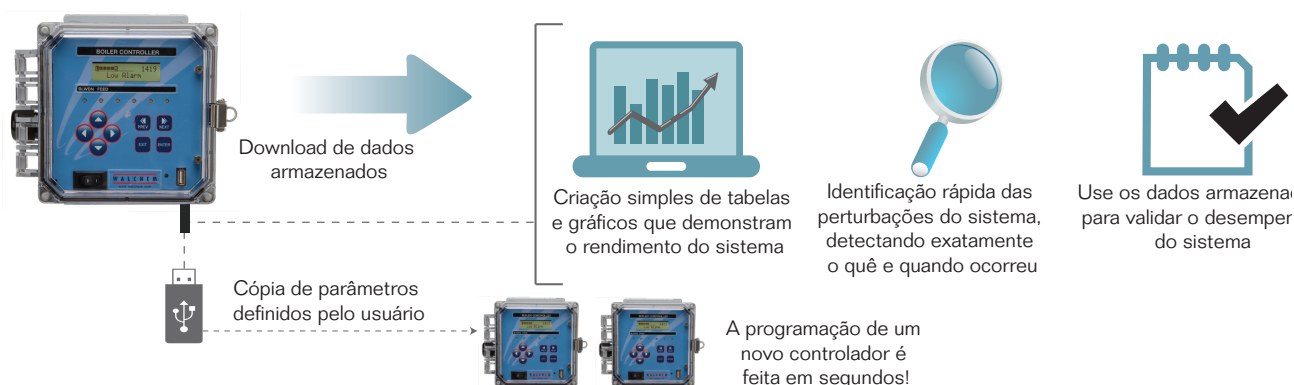 BOILER CONTROLLER
1419
Low Alarm
BLWDN FEED
PREV
NEXT
EXIT
ENTER
WALCHEM
Download de dados
armazenados
Criação simples de tabelas
e gráficos que demonstram
o rendimento do sistema
Identificação rápida das
perturbações do sistema,
detectando exatamente
o quê e quando ocorreu
Use os dados armazenad
para validar o desemper
do sistema
Cópia de parâmetros
definidos pelo usuário
A programação de um
novo controlador é
feita em segundos!